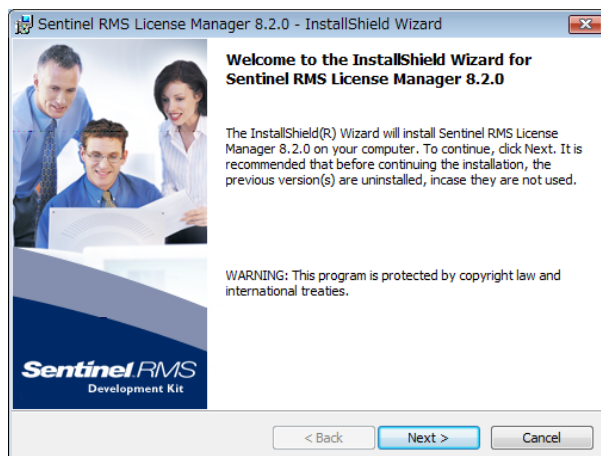 Sentinel RMS License Manager 8.2.0 - InstallShield Wizard
Welcome to the InstallShield Wizard for
Sentinel RMS License Manager 8.2.0
The InstallShield(R) Wizard will install Sentinel RMS License
Manager 8.2.0 on your computer. To continue, click Next. It is
recommended that before continuing the installation, the
previous version(s) are uninstalled, incase they are not used.
WARNING: This program is protected by copyright law and
international treaties.
Sentinel RMS
Development Kit
< Back
Next >
Cancel